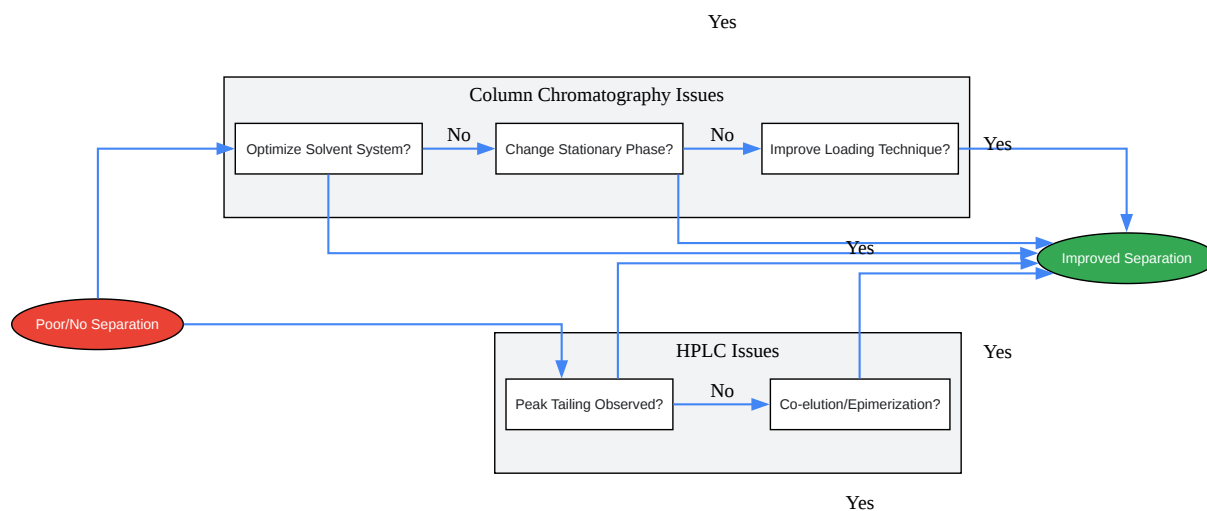 Yes
Column Chromatography Issues
Optimize Solvent System?
No
Change Stationary Phase?
No
Improve Loading Technique?
Yes
Yes
Improved Separation
Poor/No Separation
HPLC Issues
Yes
Peak Tailing Observed?
No
Co-elution/Epimerization?
Yes